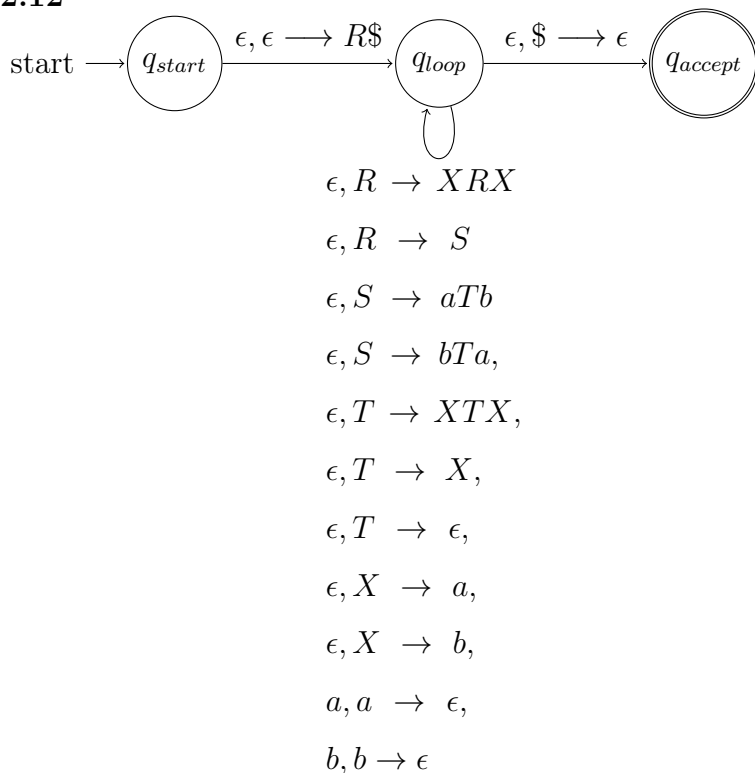 2.12
start q_start ϵ, ϵ ⟶ R$ q_loop ϵ, $ ⟶ ϵ q_accept
ϵ, R → XRX
ϵ, R → S
ϵ, S → aTb
ϵ, S → bTa,
ϵ, T → XTX,
ϵ, T → X,
ϵ, T → ϵ,
ϵ, X → a,
ϵ, X → b,
a, a → ϵ,
b, b → ϵ